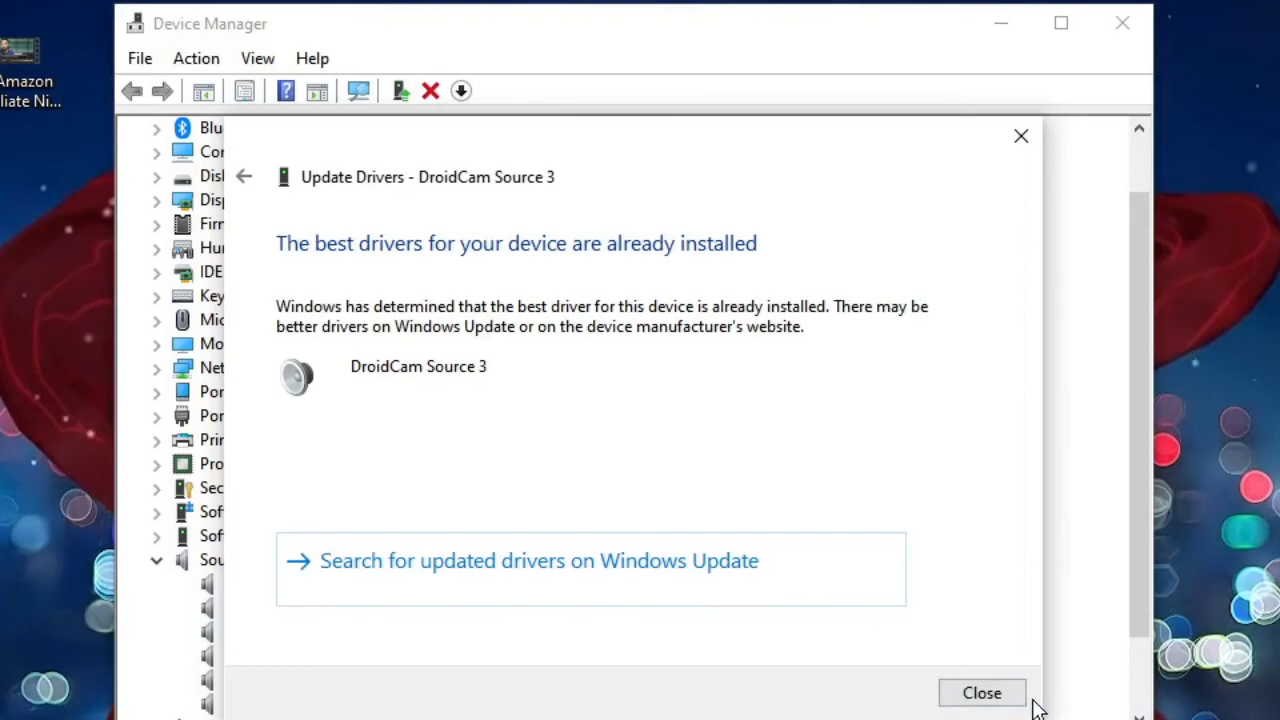 Device Manager
File Action View Help
Amazon
liate Ni...
Update Drivers - DroidCam Source 3
The best drivers for your device are already installed
Windows has determined that the best driver for this device is already installed. There may be
better drivers on Windows Update or on the device manufacturer's website.
DroidCam Source 3
Search for updated drivers on Windows Update
Close
Blu
Cor
Disk
Disp
Firm
Hur
IDE
Key
Mic
Mo
Net
Por
Por
Prin
Pro
Sec
Sof
Sof
Sou